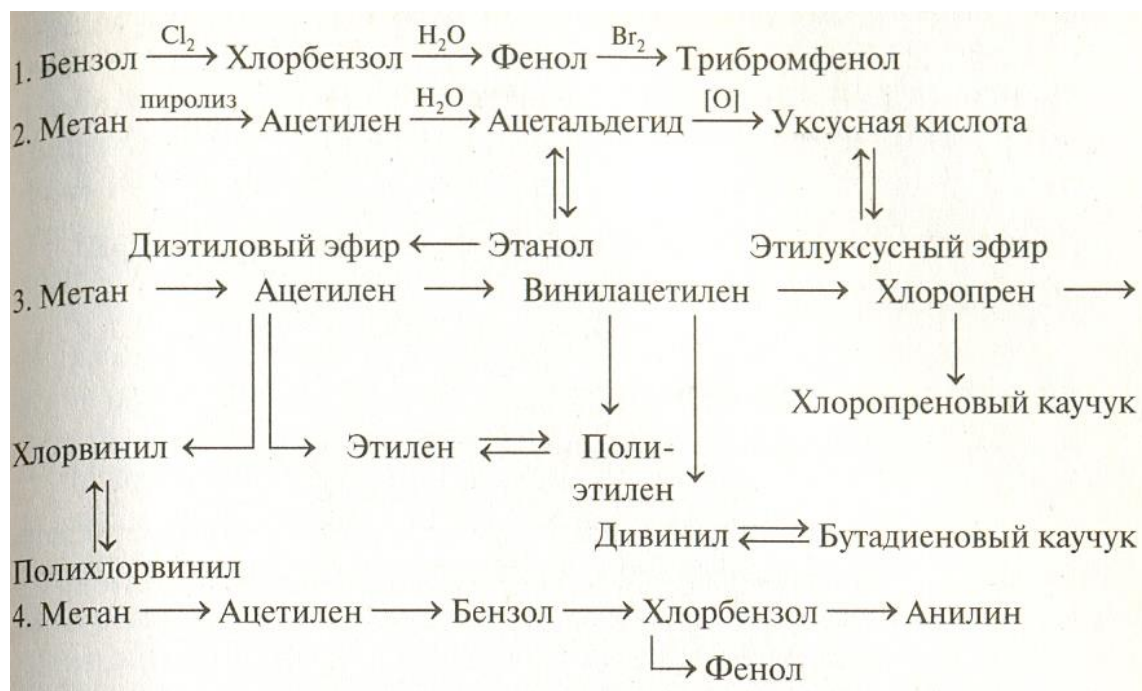 Cl₂ H₂O Br₂
1. Бензол → Хлорбензол → Фенол → Трибромфенол
пиролиз H₂O [O]
2. Метан → Ацетилен → Ацетальдегид → Уксусная кислота
Диэтиловый эфир ← Этанол Этилуксусный эфир
3. Метан → Ацетилен → Винилацетилен → Хлоропрен →
Хлоропреновый каучук
Хлорвинил Этилен ⇄ Поли-
этилен
Дивинил ⇄ Бутадиеновый каучук
Полихлорвинил
4. Метан → Ацетилен → Бензол → Хлорбензол → Анилин
Фенол